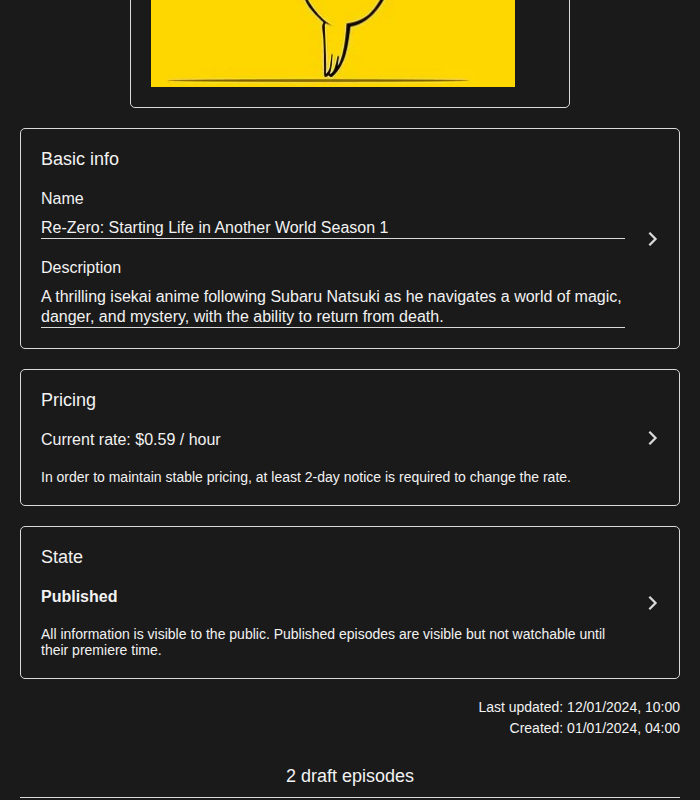 Basic info
Name
Re-Zero: Starting Life in Another World Season 1
Description
A thrilling isekai anime following Subaru Natsuki as he navigates a world of magic,
danger, and mystery, with the ability to return from death.
Pricing
Current rate: $0.59 / hour
In order to maintain stable pricing, at least 2-day notice is required to change the rate.
State
Published
All information is visible to the public. Published episodes are visible but not watchable until
their premiere time.
Last updated: 12/01/2024, 10:00
Created: 01/01/2024, 04:00
2 draft episodes